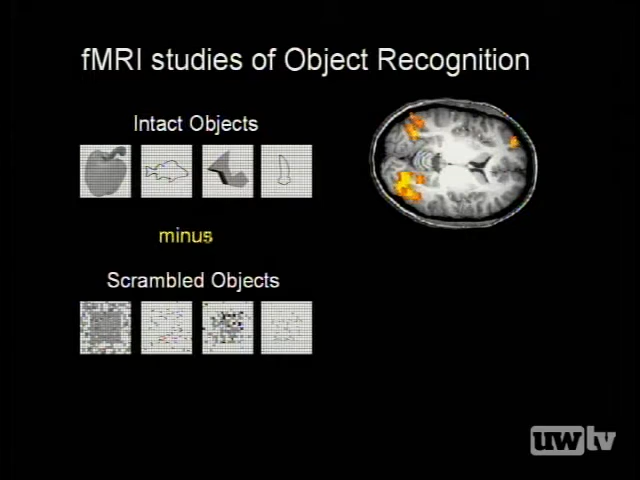 fMRI studies of Object Recognition
Intact Objects
minus
Scrambled Objects
uwtv